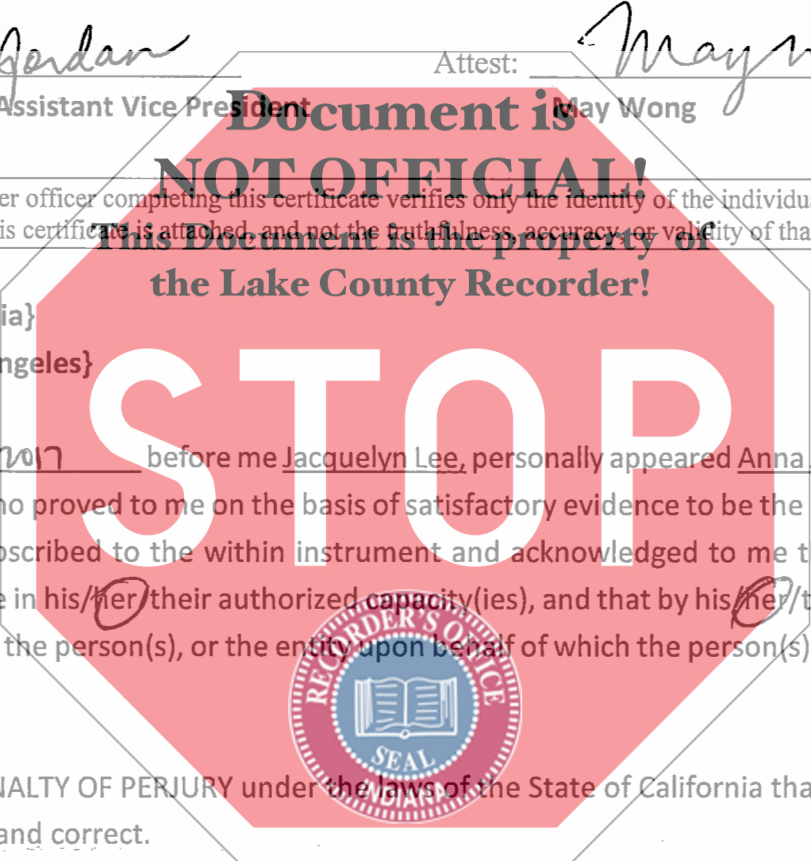 Jordan
Attest: May
Assistant Vice President May Wong
Document is
NOT OFFICIAL!
er officer completing this certificate verifies only the identity of the individu
is certificate is attached, and not the truthfulness, accuracy, or validity of tha
This Document is the property of
the Lake County Recorder!
ia}
ngeles}
STOP
2017 before me Jacquelyn Lee, personally appeared Anna
ho proved to me on the basis of satisfactory evidence to be the
bscribed to the within instrument and acknowledged to me t
e in his/her/their authorized capacity(ies), and that by his/her/t
the person(s), or the entity upon behalf of which the person(s)
RECORDER'S OFFICE
SEAL
INDIANA
NALTY OF PERJURY under the laws of the State of California tha
and correct.